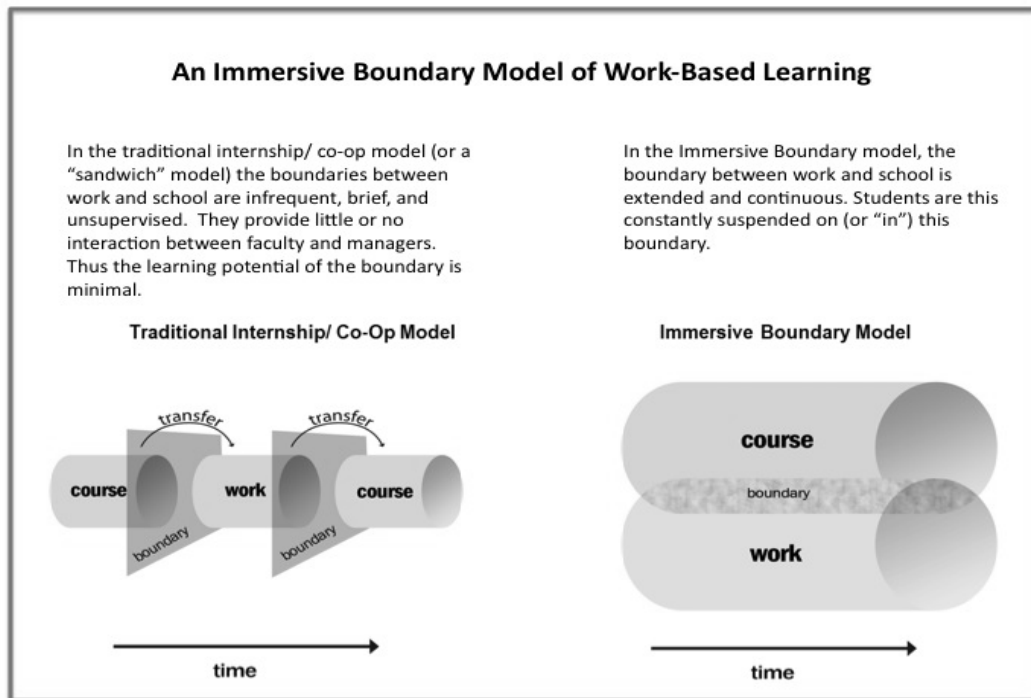 An Immersive Boundary Model of Work-Based Learning
In the traditional internship/ co-op model (or a
“sandwich” model) the boundaries between
work and school are infrequent, brief, and
unsupervised.  They provide little or no
interaction between faculty and managers.
Thus the learning potential of the boundary is
minimal.
In the Immersive Boundary model, the
boundary between work and school is
extended and continuous. Students are this
constantly suspended on (or “in”) this
boundary.
Traditional Internship/ Co-Op Model
transfer
transfer
course
work
course
boundary
boundary
time
Immersive Boundary Model
course
boundary
work
time